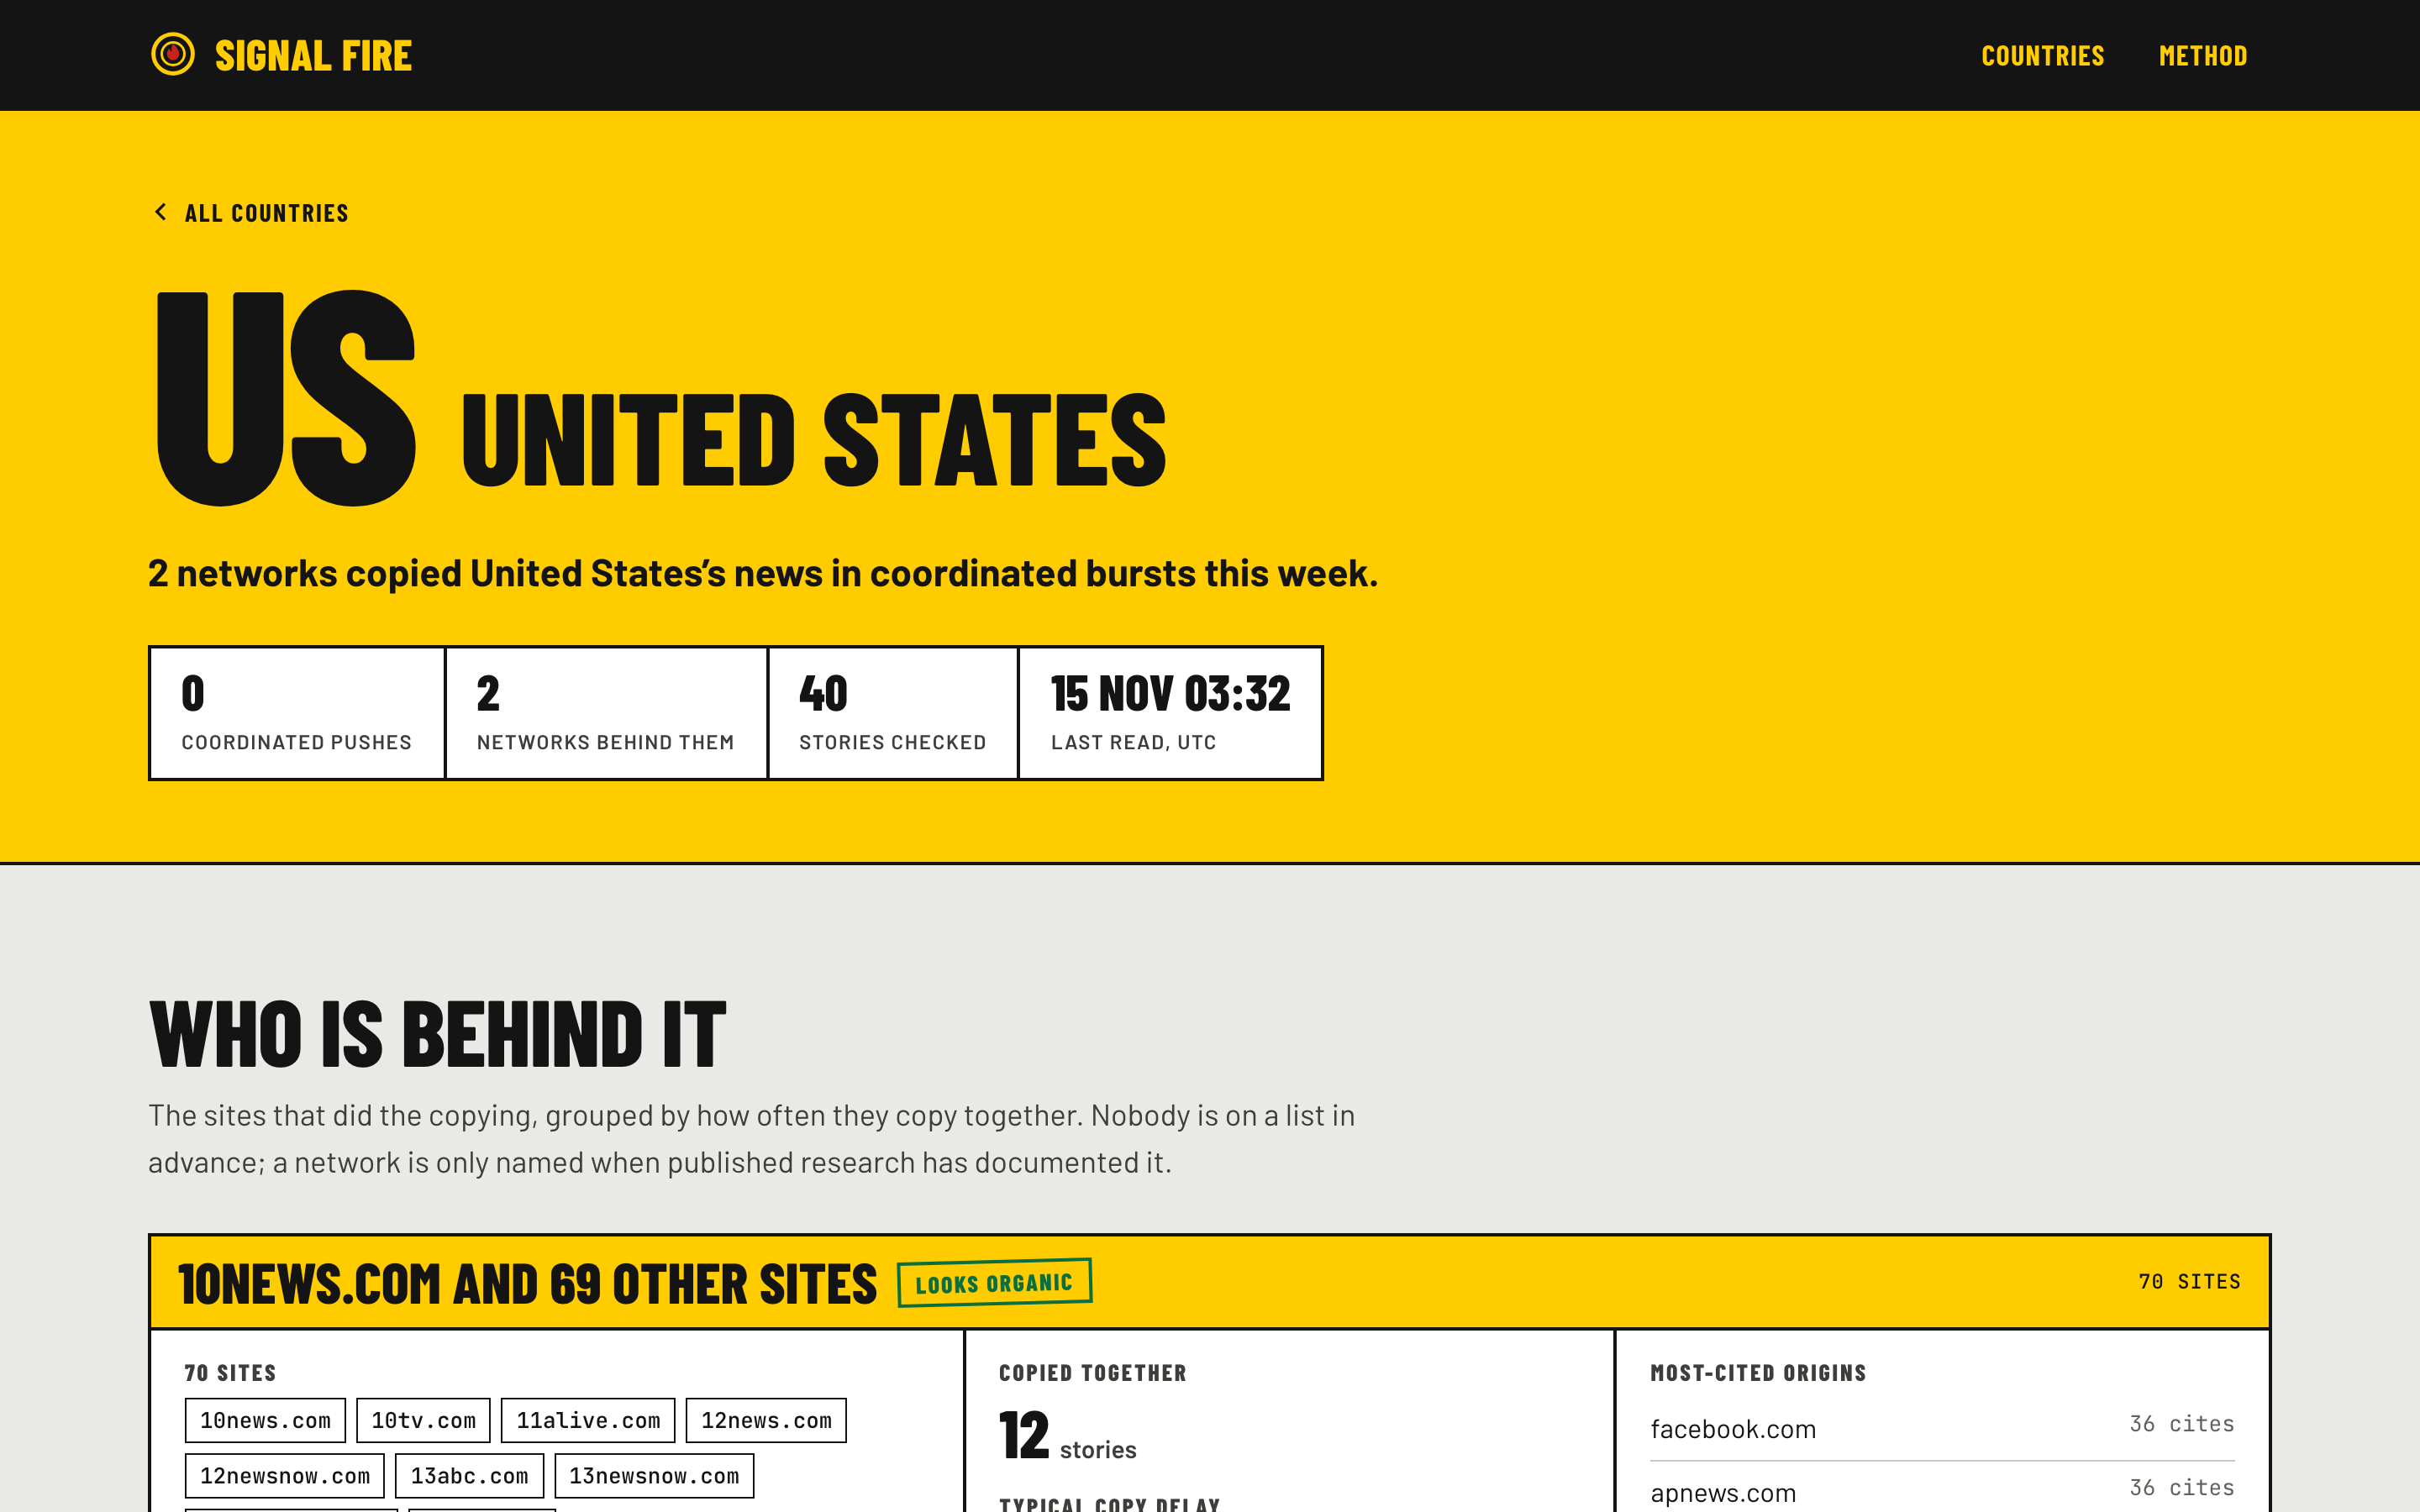 SIGNAL FIRE
COUNTRIES
METHOD
ALL COUNTRIES
US UNITED STATES
2 networks copied United States’s news in coordinated bursts this week.
0
COORDINATED PUSHES
2
NETWORKS BEHIND THEM
40
STORIES CHECKED
15 NOV 03:32
LAST READ, UTC
WHO IS BEHIND IT
The sites that did the copying, grouped by how often they copy together. Nobody is on a list in
advance; a network is only named when published research has documented it.
10NEWS.COM AND 69 OTHER SITES
LOOKS ORGANIC
70 SITES
70 SITES
10news.com
10tv.com
11alive.com
12news.com
12newsnow.com
13abc.com
13newsnow.com
COPIED TOGETHER
12 stories
TYPICAL COPY DELAY
MOST-CITED ORIGINS
facebook.com
36 cites
apnews.com
36 cites